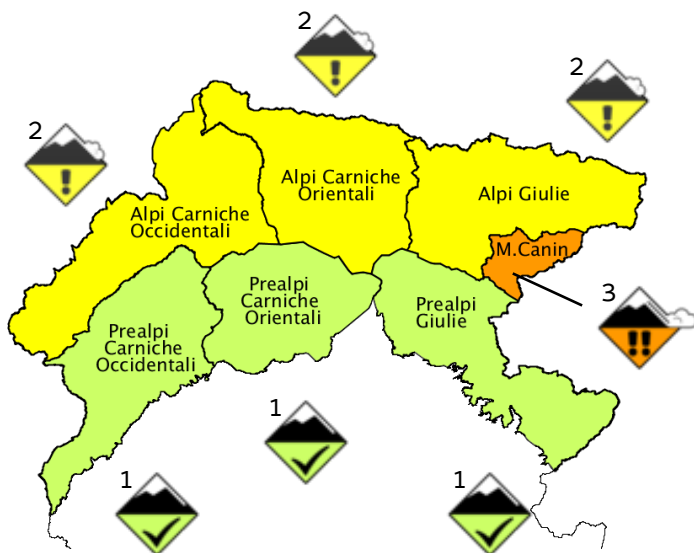 2
2
2
Alpi Carniche
Orientali
Alpi Giulie
Alpi Carniche
Occidentali
M.Canin
Prealpi
Carniche
Orientali
3
Prealpi
Giulie
!!
Prealpi
Carniche
Occidentali
1
1
1